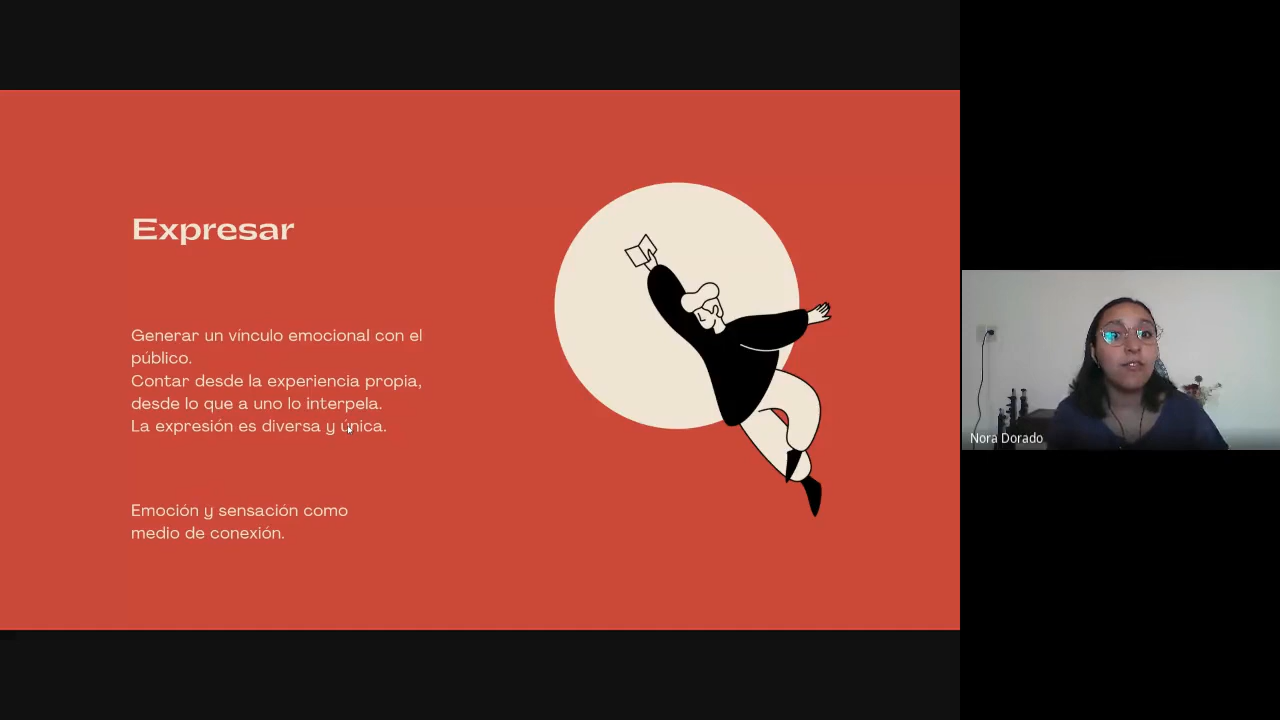 Expresar
Generar un vínculo emocional con el
público.
Contar desde la experiencia propia,
desde lo que a uno lo interpela.
La expresión es diversa y única.
Emoción y sensación como
medio de conexión.
Nora Dorado